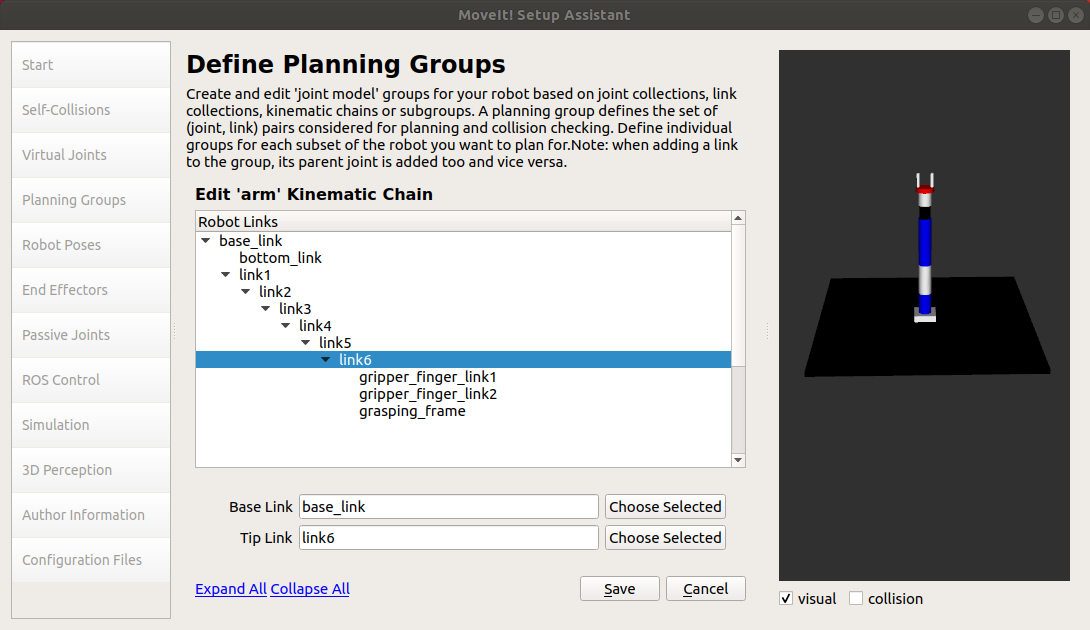 MoveIt! Setup Assistant
Start
Self-Collisions
Virtual Joints
Planning Groups
Robot Poses
End Effectors
Passive Joints
ROS Control
Simulation
3D Perception
Author Information
Configuration Files
Define Planning Groups
Create and edit 'joint model' groups for your robot based on joint collections, link
collections, kinematic chains or subgroups. A planning group defines the set of
(joint, link) pairs considered for planning and collision checking. Define individual
groups for each subset of the robot you want to plan for.Note: when adding a link
to the group, its parent joint is added too and vice versa.
Edit 'arm' Kinematic Chain
Robot Links
base_link
bottom_link
link1
link2
link3
link4
link5
link6
gripper_finger_link1
gripper_finger_link2
grasping_frame
Base Link base_link Choose Selected
Tip Link link6 Choose Selected
Expand All Collapse All Save Cancel
visual collision